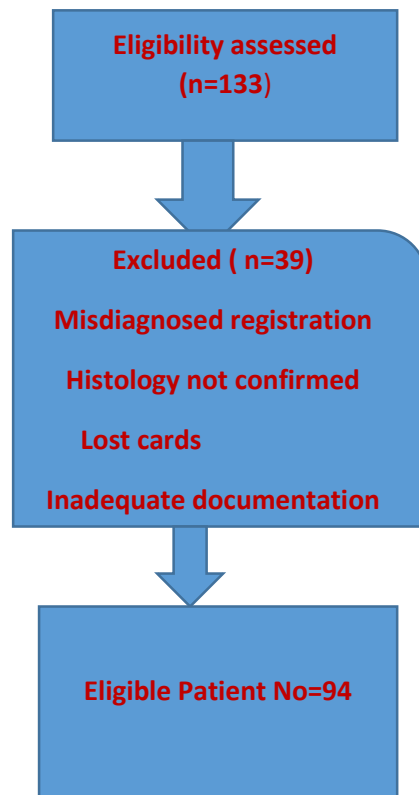 Eligibility assessed
(n=133)
Excluded ( n=39)
Misdiagnosed registration
Histology not confirmed
Lost cards
Inadequate documentation
Eligible Patient No=94